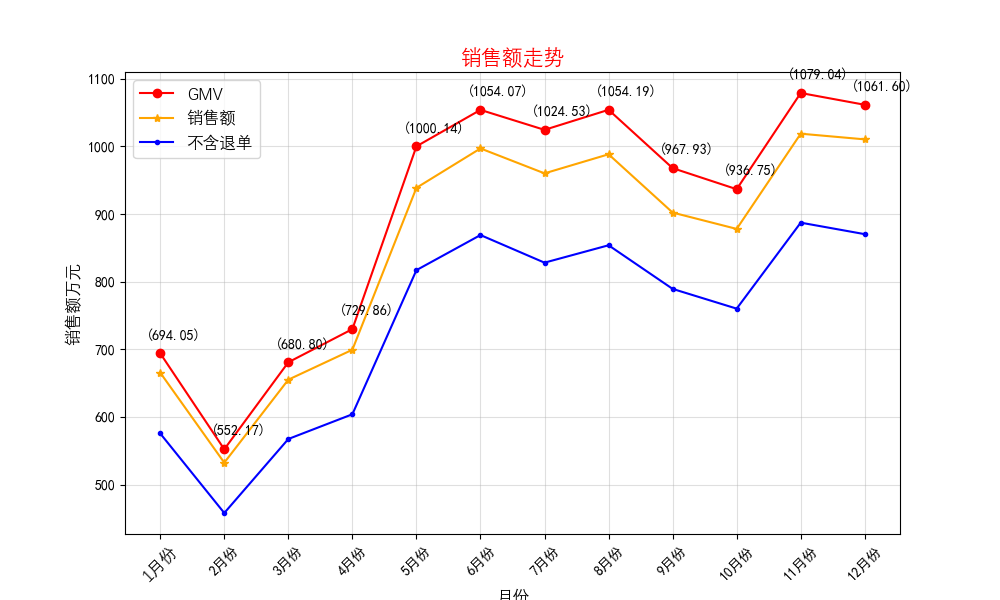 销售额走势
GMV
销售额
不含退单
1100
1000
900
800
700
600
500
销售额万元
(694.05)
(552.17)
(680.80)
(729.86)
(1000.14)
(1054.07)
(1024.53)
(1054.19)
(967.93)
(936.75)
(1079.04)
(1061.60)
1月份
2月份
3月份
4月份
5月份
6月份
7月份
8月份
9月份
10月份
11月份
12月份
月份